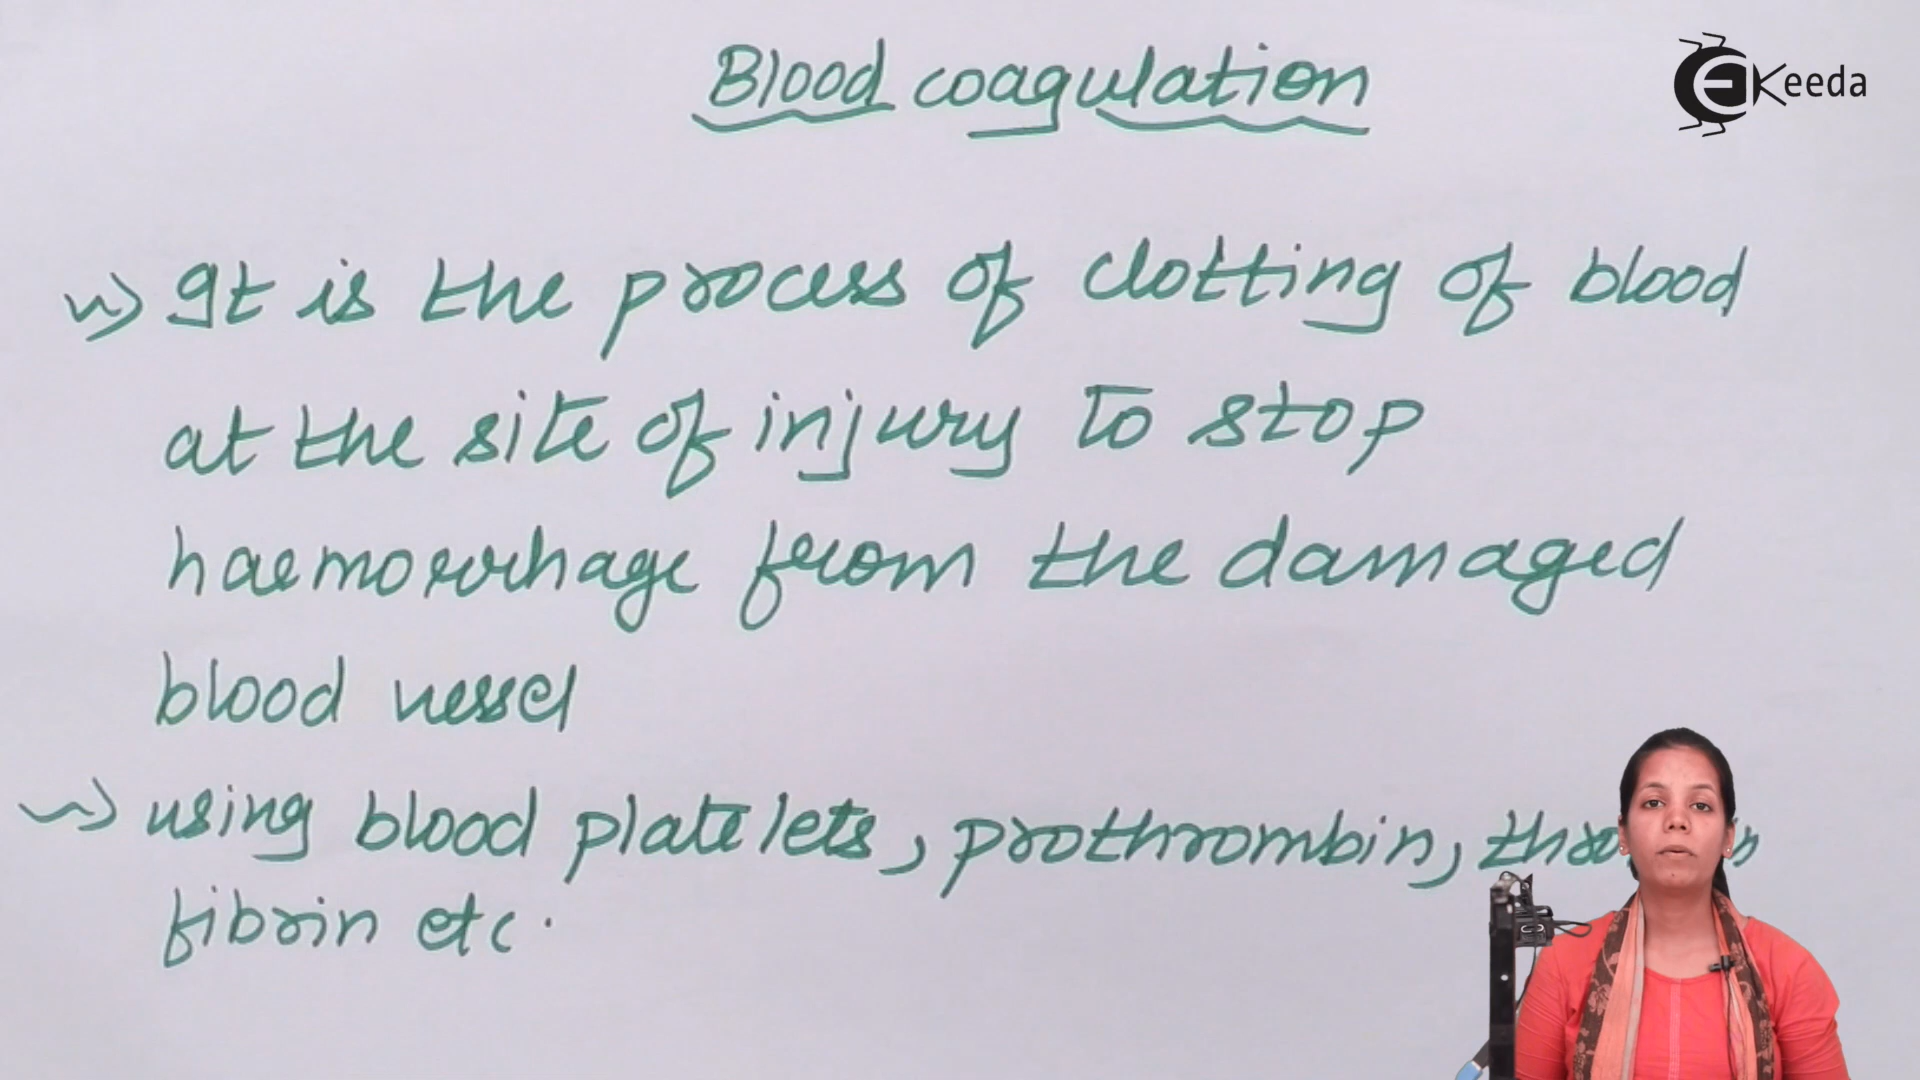 Blood coagulation
EKeeda
It is the process of clotting of blood
at the site of injury to stop
haemorrhage from the damaged
blood vessel
using blood platelets, prothrombin,
fibrin etc.